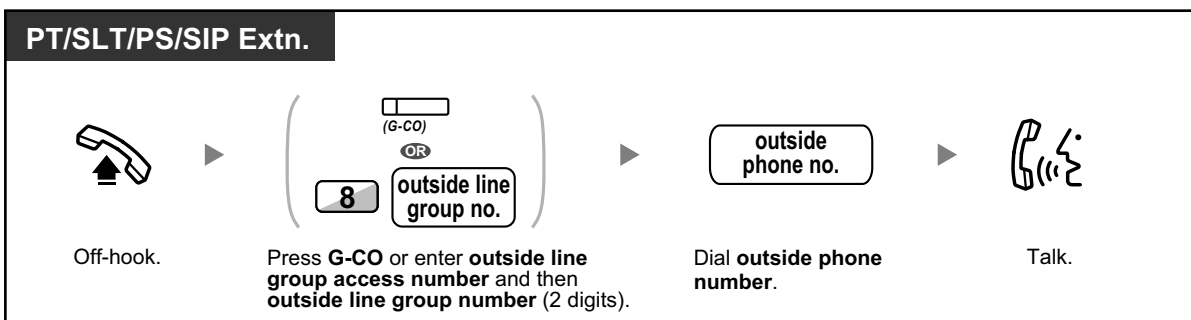 PT/SLT/PS/SIP Extn.
(G-CO)
OR
8
outside line
group no.
outside
phone no.
Off-hook.
Press G-CO or enter outside line
group access number and then
outside line group number (2 digits).
Dial outside phone
number.
Talk.